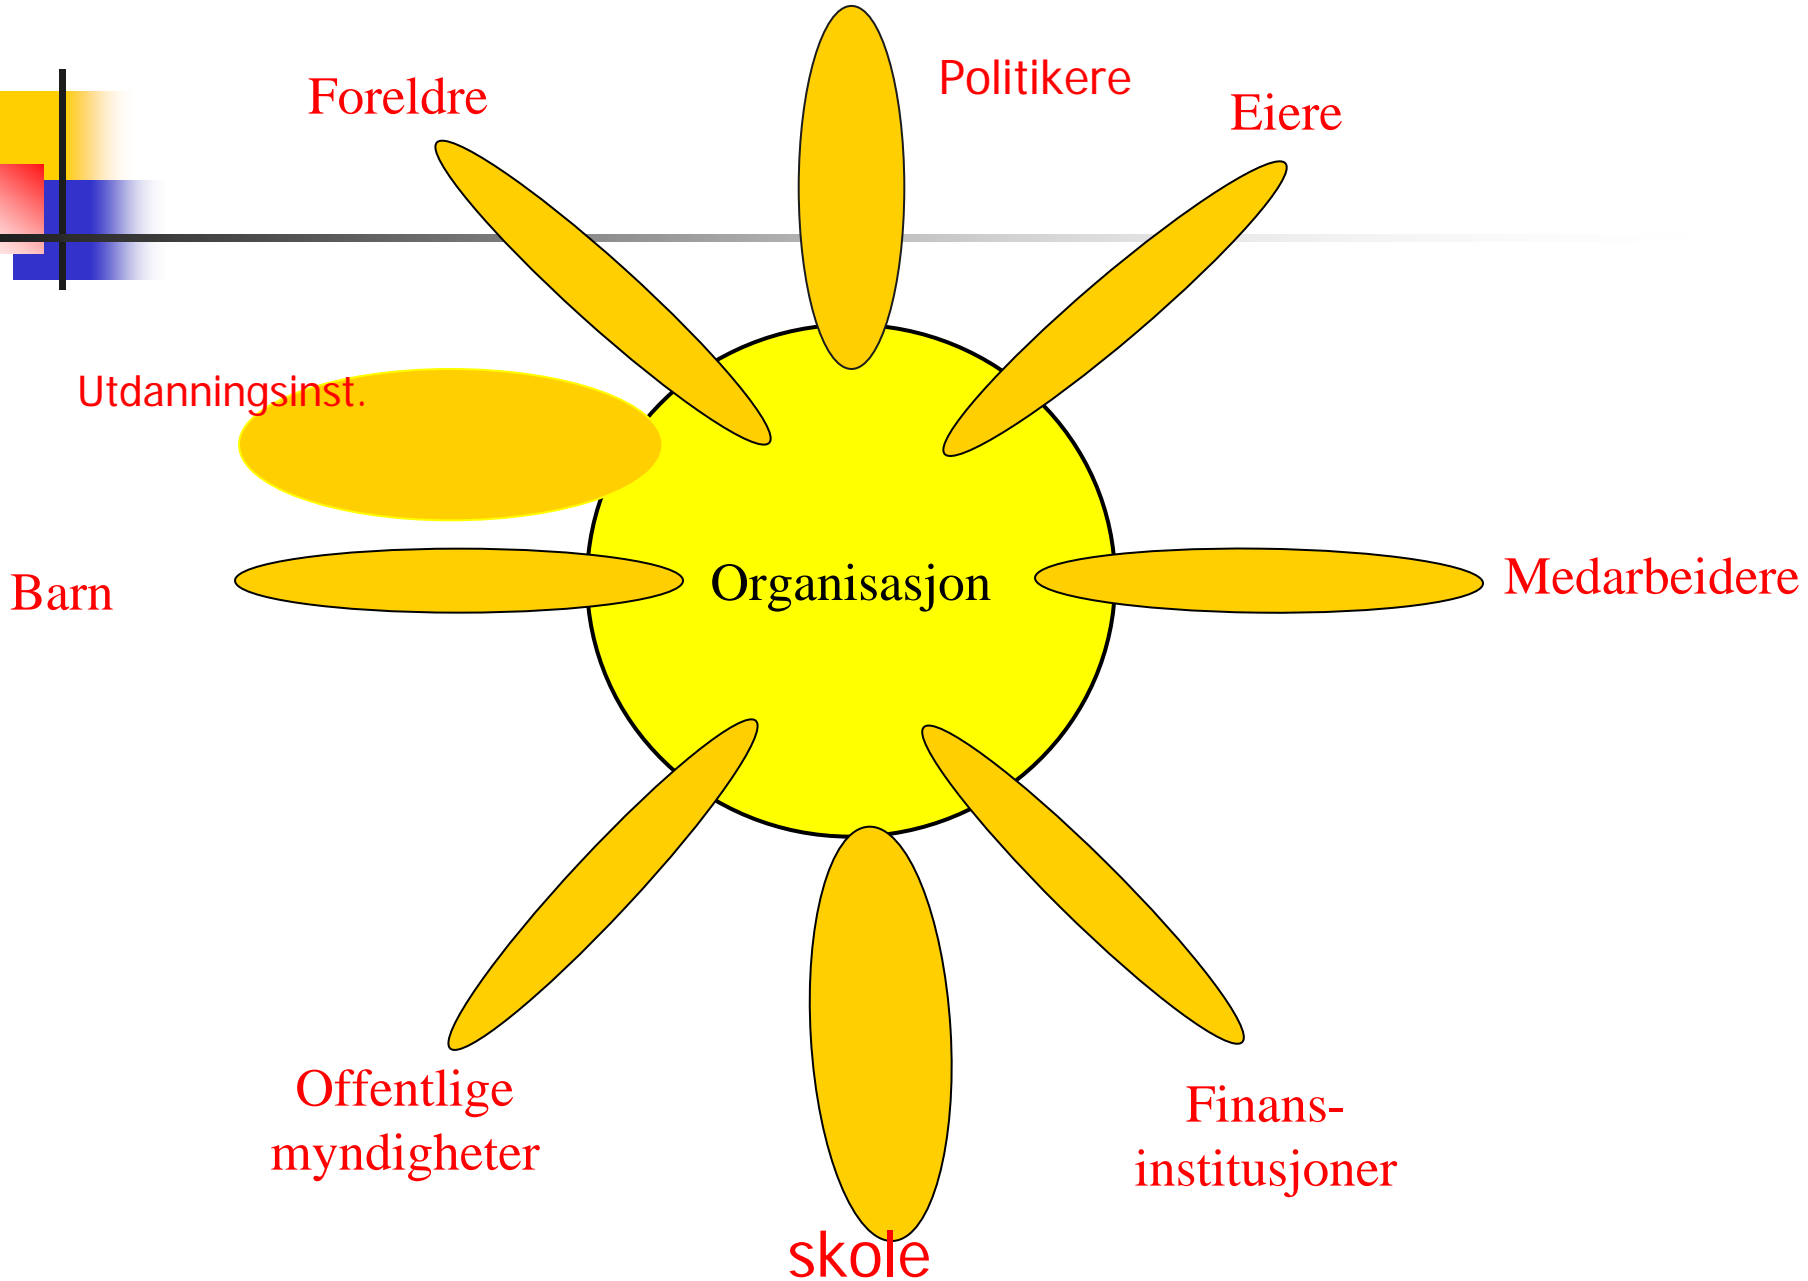 Politikere
Foreldre
Eiere
Utdanningsinst.
Organisasjon
Medarbeidere
Barn
Offentlige
myndigheter
Finans-
institusjoner
skole